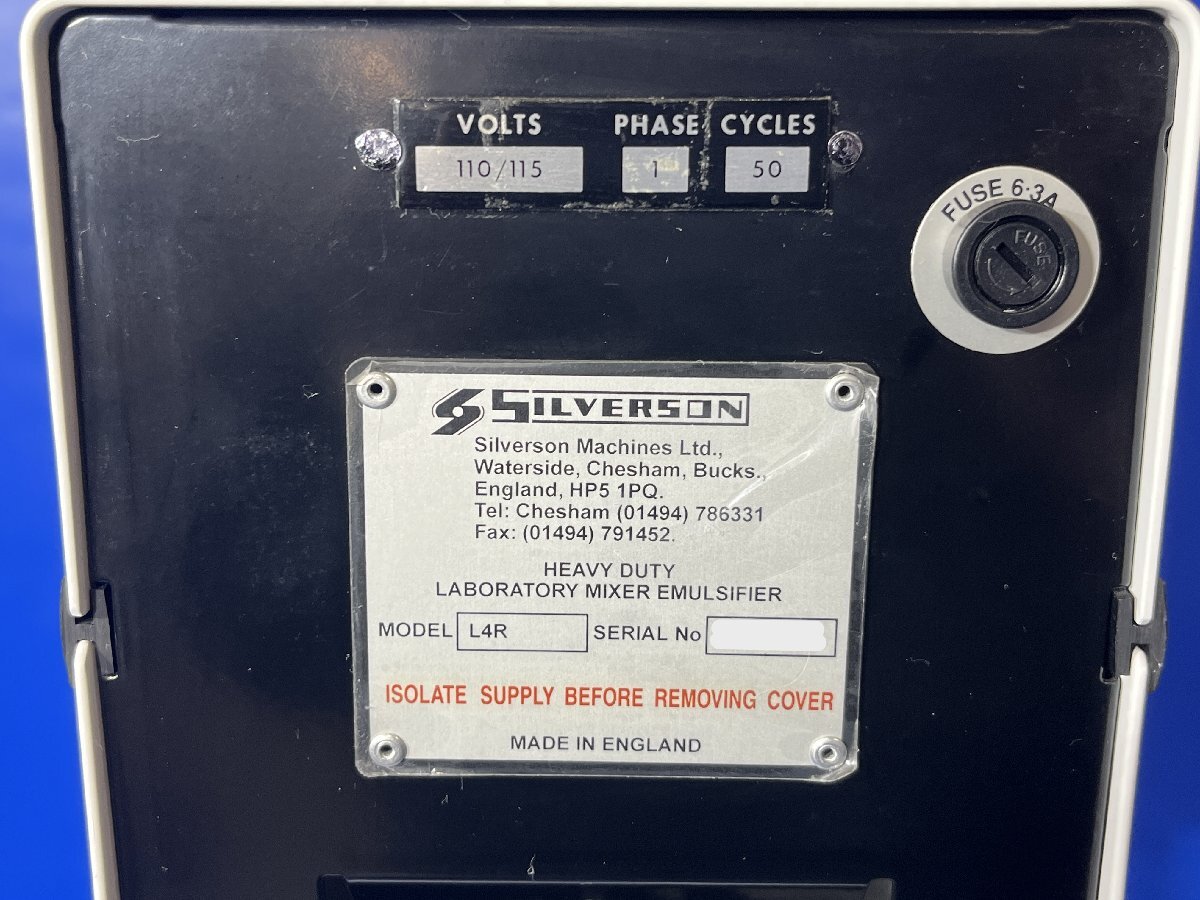 VOLTS PHASE CYCLES
110/115 1 50
FUSE 6·3A
FUSE
SILVERSON
Silverson Machines Ltd.,
Waterside, Chesham, Bucks.,
England, HP5 1PQ.
Tel: Chesham (01494) 786331
Fax: (01494) 791452.
HEAVY DUTY
LABORATORY MIXER EMULSIFIER
MODEL L4R SERIAL No
ISOLATE SUPPLY BEFORE REMOVING COVER
MADE IN ENGLAND